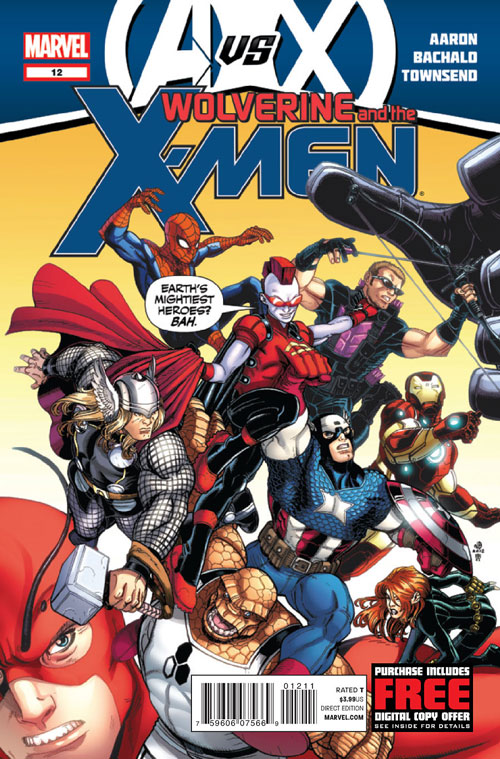 AVSX
MARVEL
12
AARON
BACHALO
TOWNSEND
WOLVERINE and the
X-MEN
EARTH'S
MIGHTIEST
HEROES?
BAH.
PURCHASE INCLUDES
FREE
DIGITAL COPY OFFER
SEE INSIDE FOR DETAILS
01211
7 59606 07566 9
RATED T
$3.99US
DIRECT EDITION
MARVEL.COM